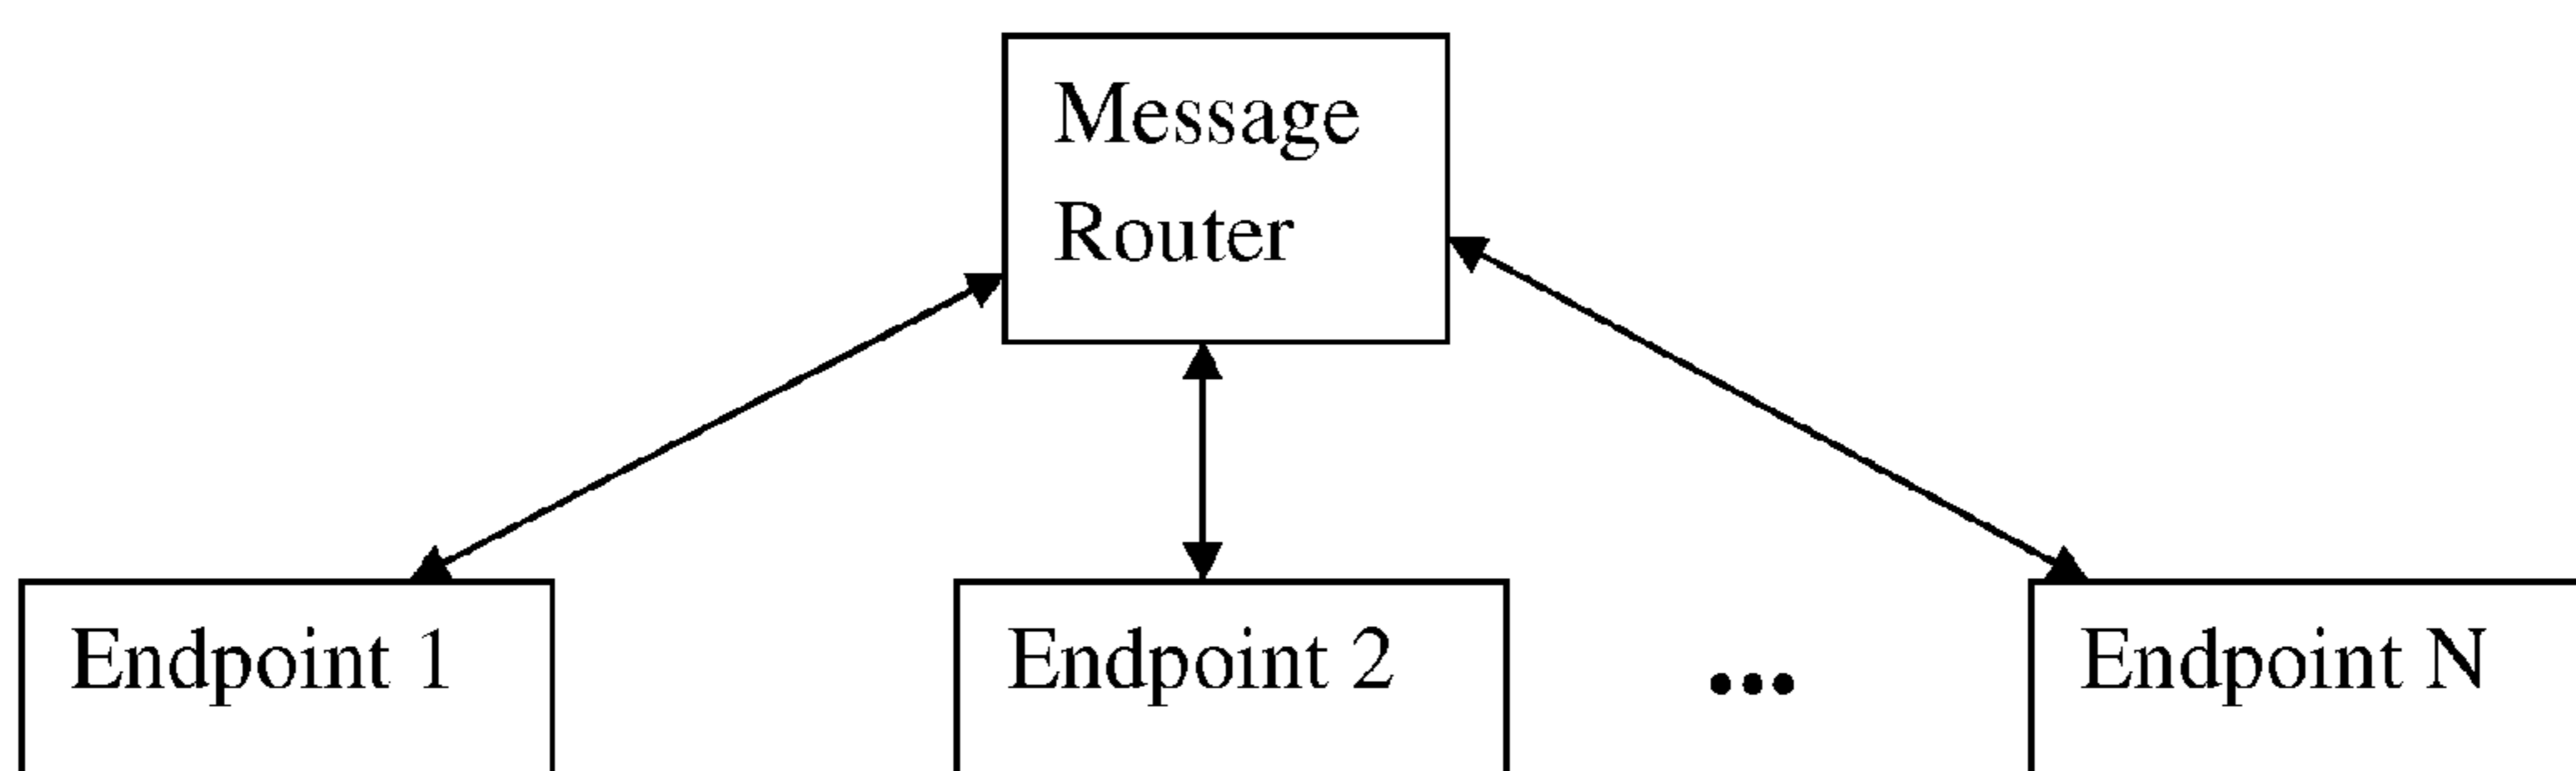 Message
Router
Endpoint 1
Endpoint 2
...
Endpoint N